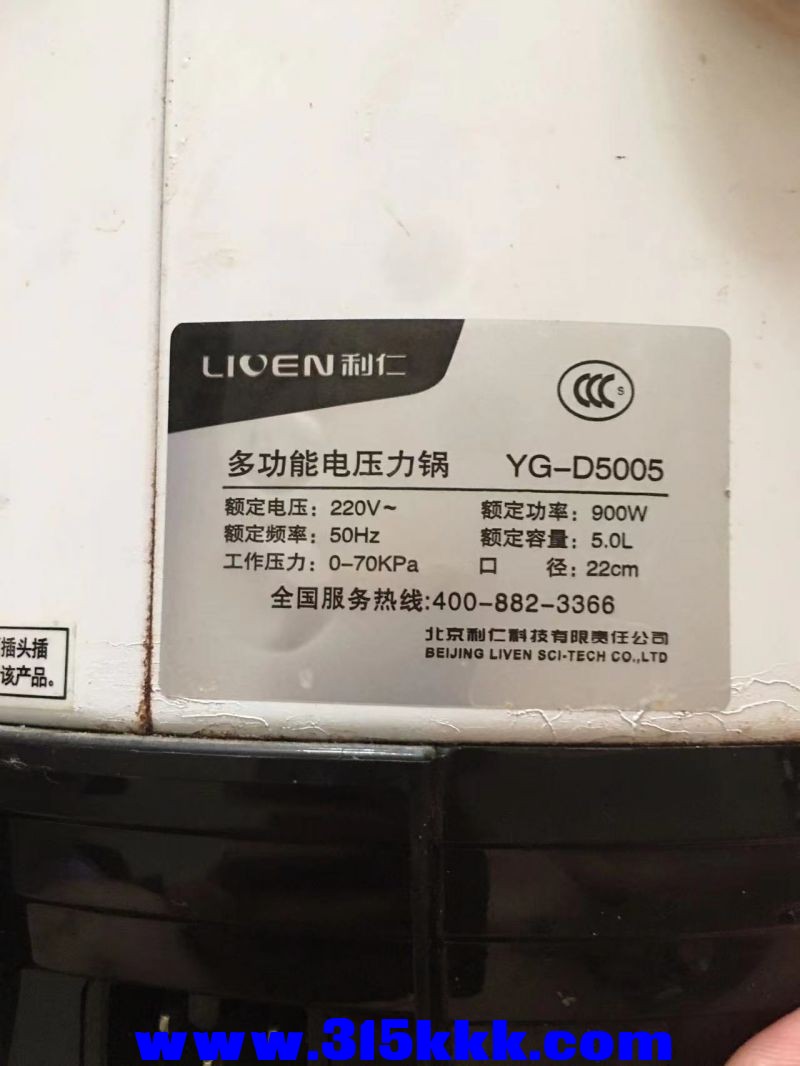 LIVEN利仁
CCC S
多功能电压力锅 YG-D5005
额定电压：220V~ 额定功率：900W
额定频率：50Hz 额定容量：5.0L
工作压力：0-70KPa 口 径：22cm
全国服务热线:400-882-3366
北京利仁科技有限责任公司
BEIJING LIVEN SCI-TECH CO.,LTD
插头插
该产品。
www.315kkk.com